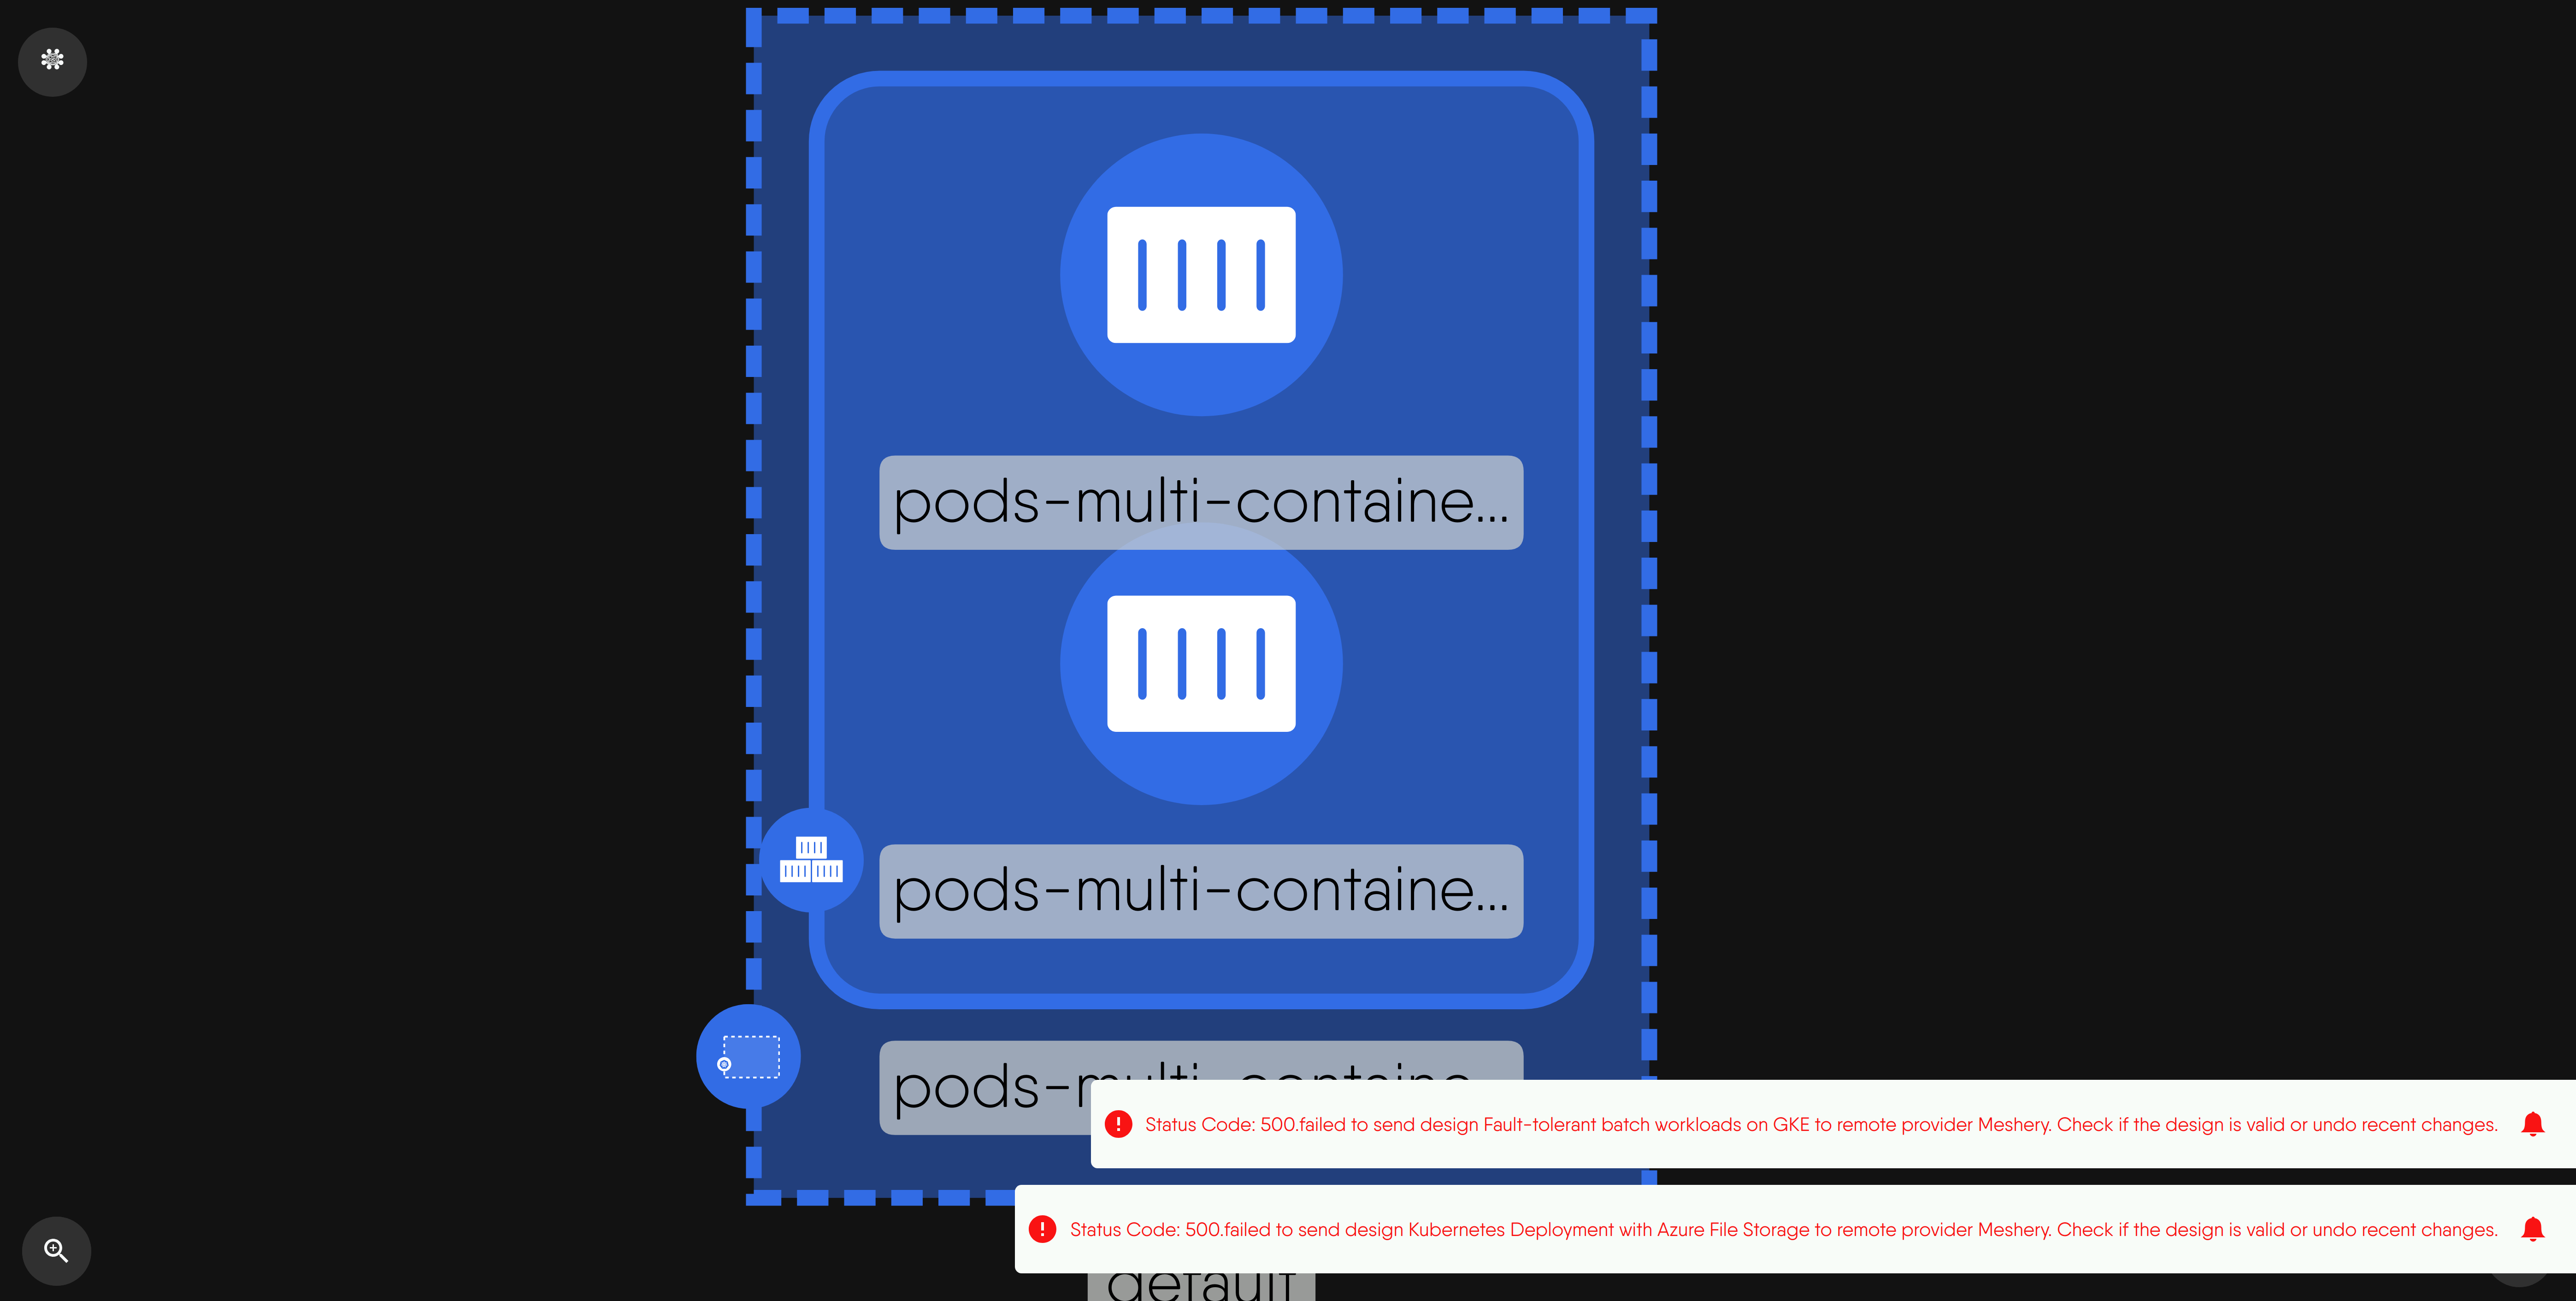 pods-multi-containe...
pods-multi-containe...
pods-multi-containe
Status Code: 500.failed to send design Fault-tolerant batch workloads on GKE to remote provider Meshery. Check if the design is valid or undo recent changes.
Status Code: 500.failed to send design Kubernetes Deployment with Azure File Storage to remote provider Meshery. Check if the design is valid or undo recent changes.
default